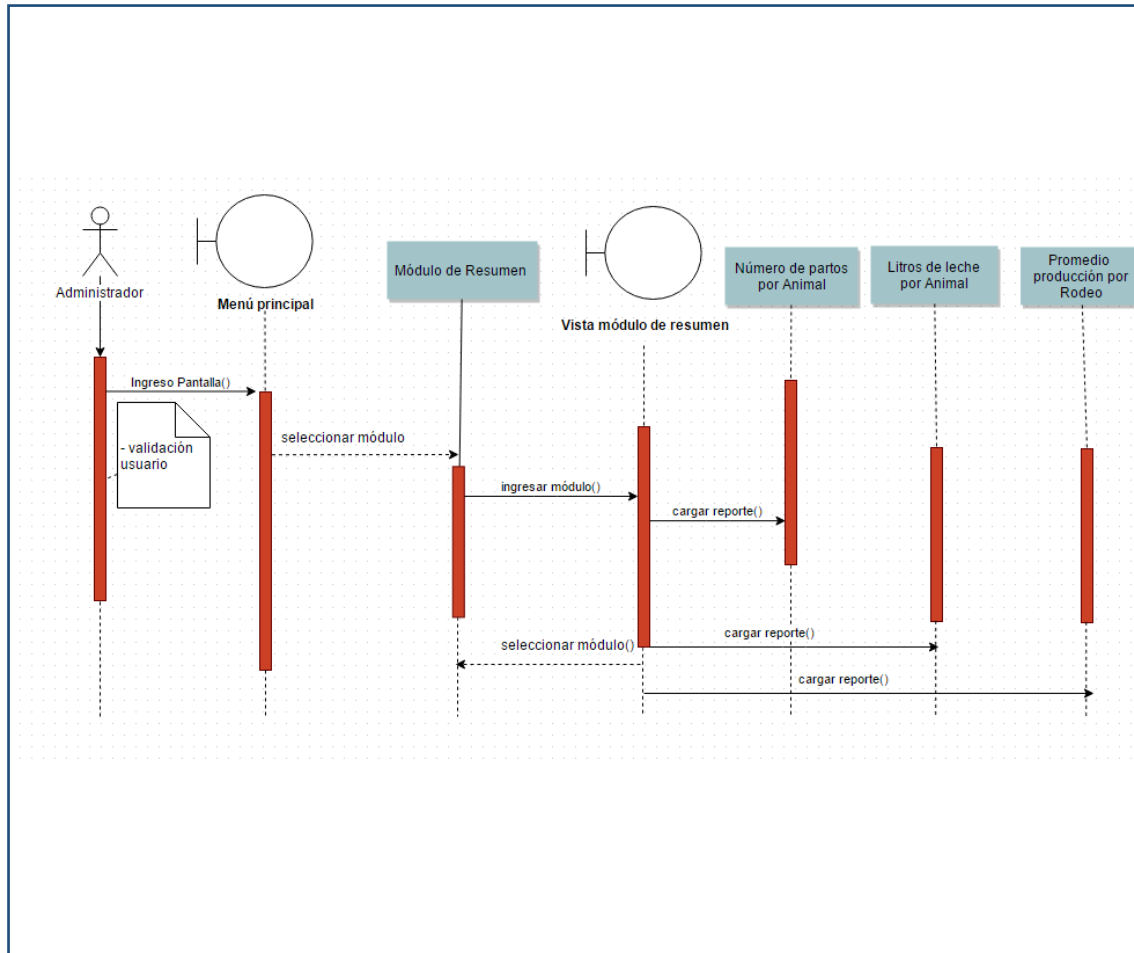 Administrador
Menú principal
Módulo de Resumen
Vista módulo de resumen
Número de partos
por Animal
Litros de leche
por Animal
Promedio
producción por
Rodeo
Ingreso Pantalla()
- validación
usuario
seleccionar módulo
ingresar módulo()
cargar reporte()
cargar reporte()
seleccionar módulo()
cargar reporte()